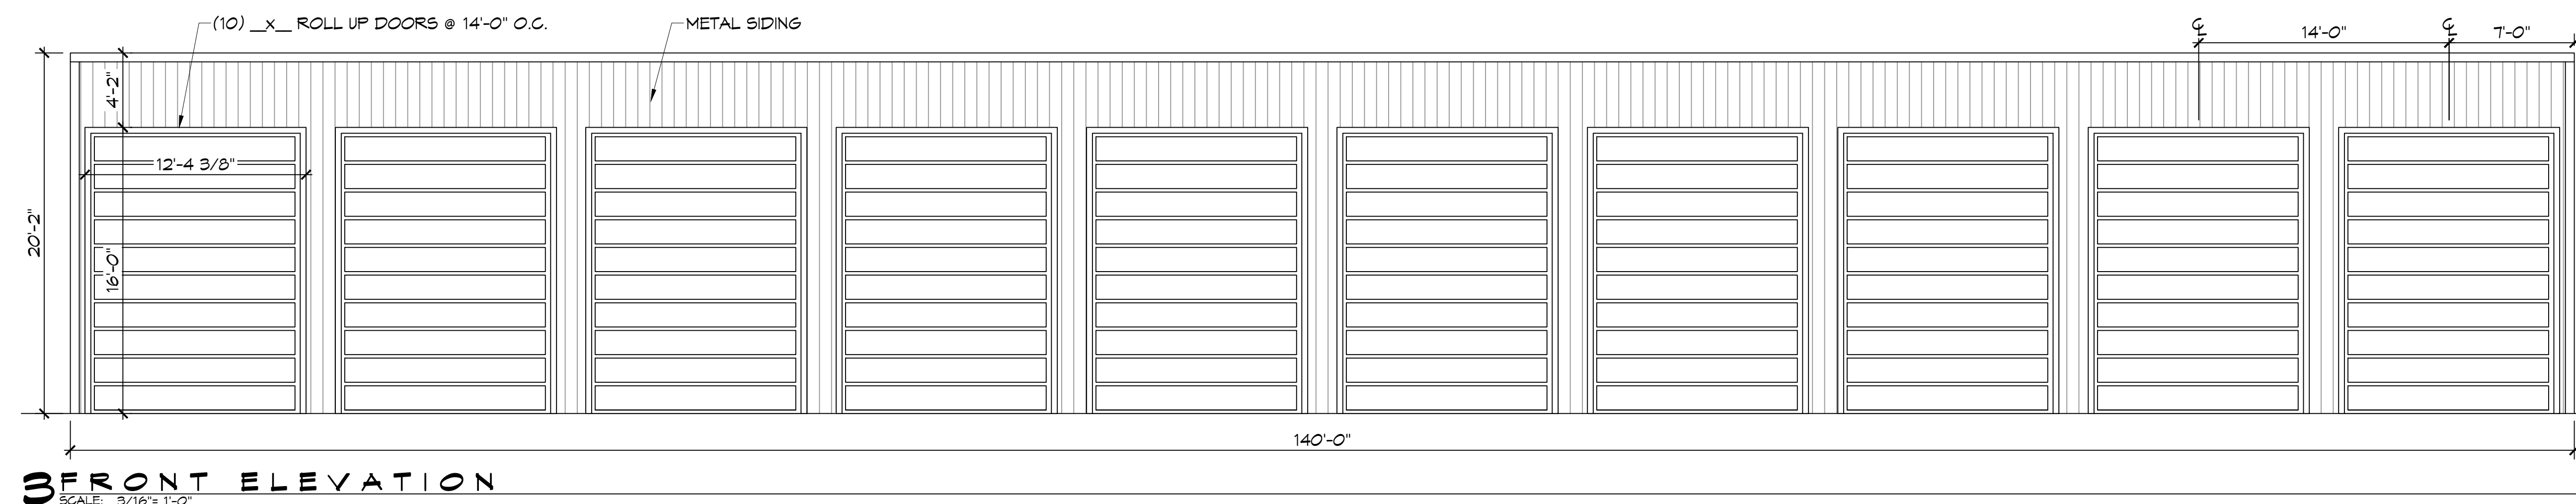 (10) __x__ ROLL UP DOORS @ 14'-0" O.C.
METAL SIDING
℄
14'-0"
℄
7'-0"
4'-2"
12'-4 3/8"
20'-2"
16'-0"
140'-0"
3 FRONT ELEVATION
SCALE: 3/16"= 1'-0"